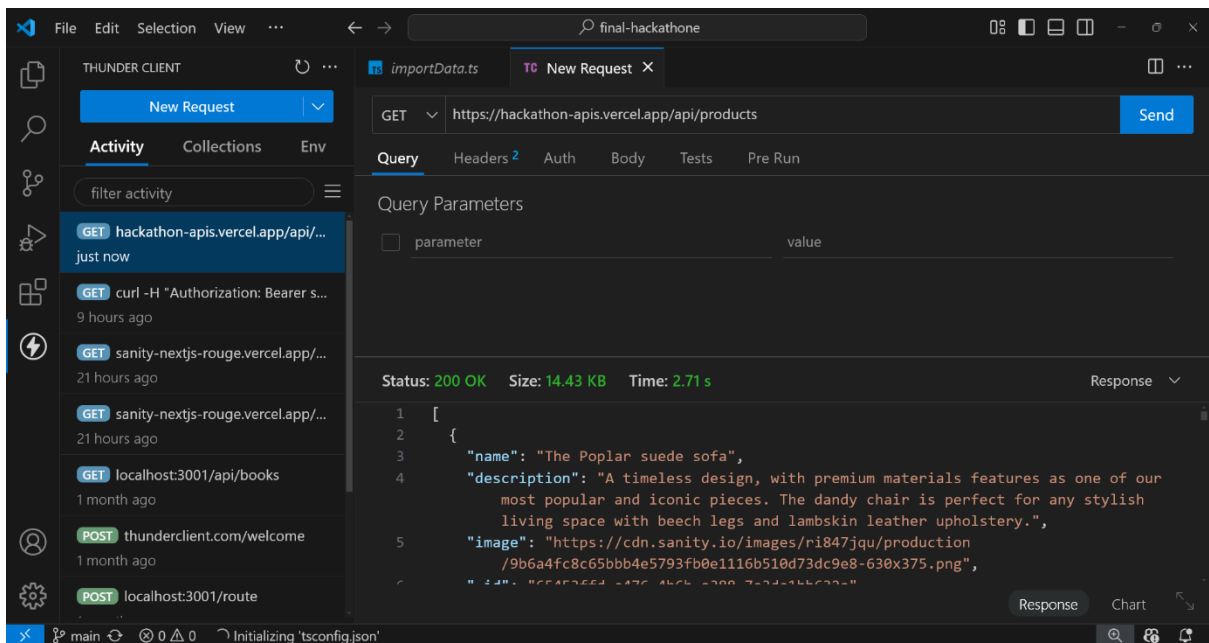 File Edit Selection View ··· final-hackathone
THUNDER CLIENT
New Request
Activity Collections Env
filter activity
GET hackathon-apis.vercel.app/api/...
just now
GET curl -H "Authorization: Bearer s...
9 hours ago
GET sanity-nextjs-rouge.vercel.app/...
21 hours ago
GET sanity-nextjs-rouge.vercel.app/...
21 hours ago
GET localhost:3001/api/books
1 month ago
POST thunderclient.com/welcome
1 month ago
POST localhost:3001/route
TS importData.ts TC New Request
GET https://hackathon-apis.vercel.app/api/products Send
Query Headers 2 Auth Body Tests Pre Run
Query Parameters
parameter value
Status: 200 OK Size: 14.43 KB Time: 2.71 s Response
1 [
2 {
3 "name": "The Poplar suede sofa",
4 "description": "A timeless design, with premium materials features as one of our
most popular and iconic pieces. The dandy chair is perfect for any stylish
living space with beech legs and lambskin leather upholstery.",
5 "image": "https://cdn.sanity.io/images/ri847jqu/production
/9b6a4fc8c65bbb4e5793fb0e1116b510d73dc9e8-630x375.png",
Response Chart
main 0 0 Initializing 'tsconfig.json'